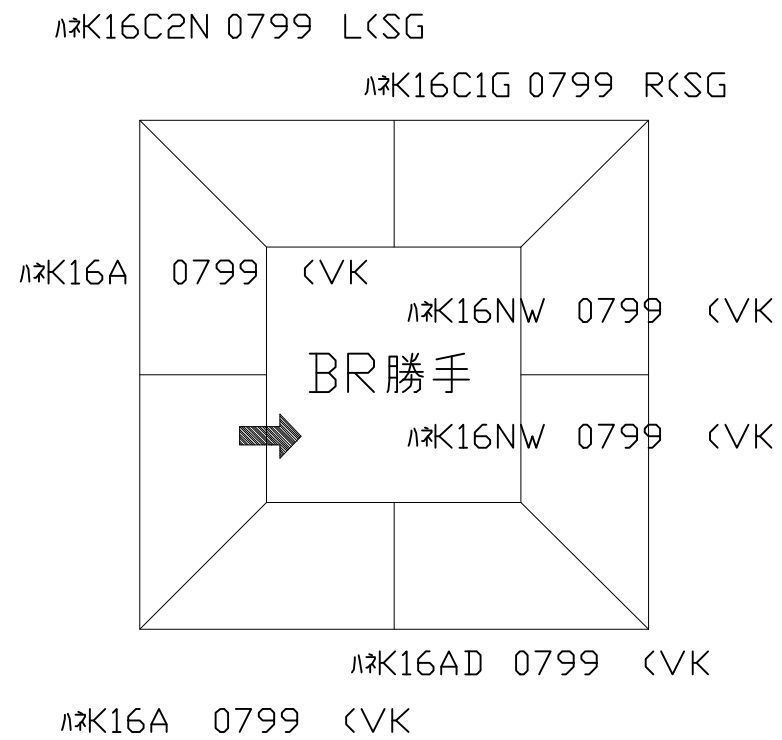 ﾊﾈK16C2N 0799 L(SG
ﾊﾈK16C1G 0799 R(SG
ﾊﾈK16A 0799 (VK
ﾊﾈK16NW 0799 (VK
BR勝手
ﾊﾈK16NW 0799 (VK
ﾊﾈK16AD 0799 (VK
ﾊﾈK16A 0799 (VK